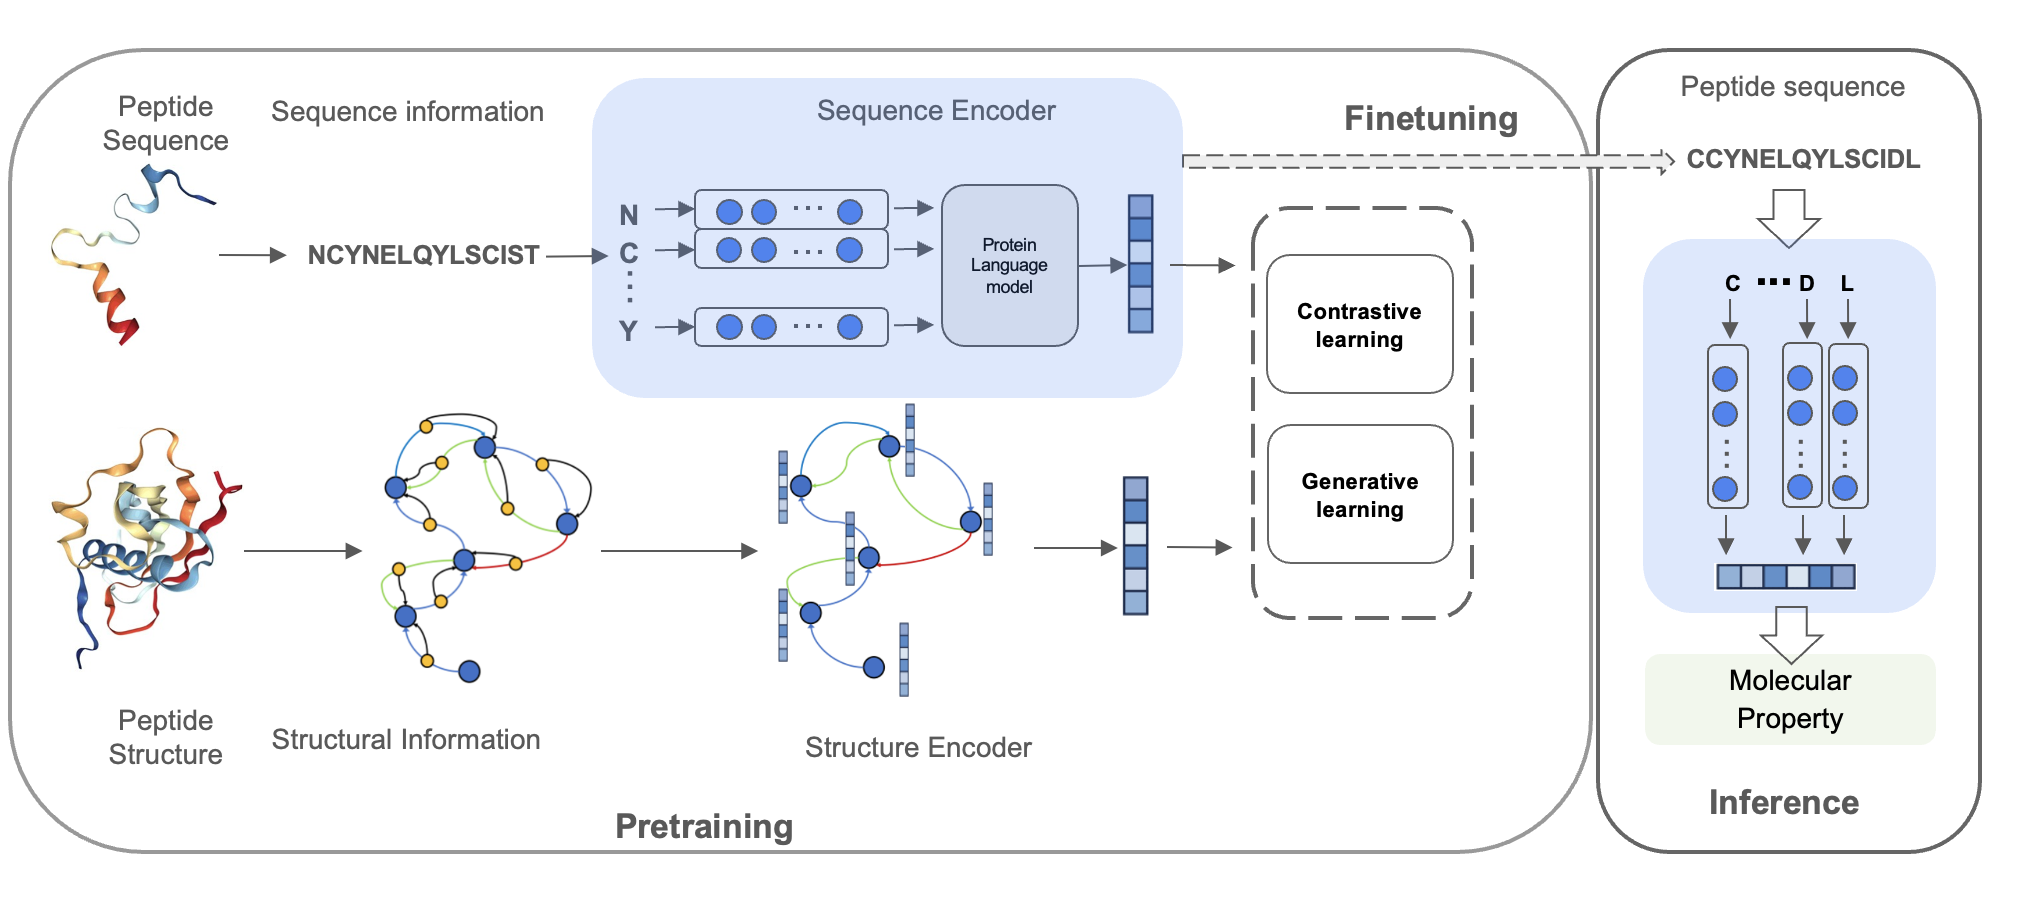 Peptide
Sequence
Sequence information
NCYNELQYLSCIST
Sequence Encoder
N
C
Y
Protein
Language
model
Finetuning
Contrastive
learning
Generative
learning
Peptide
Structure
Structural Information
Structure Encoder
Pretraining
Peptide sequence
CCYNELQYLSCIDL
C ... D L
Molecular
Property
Inference